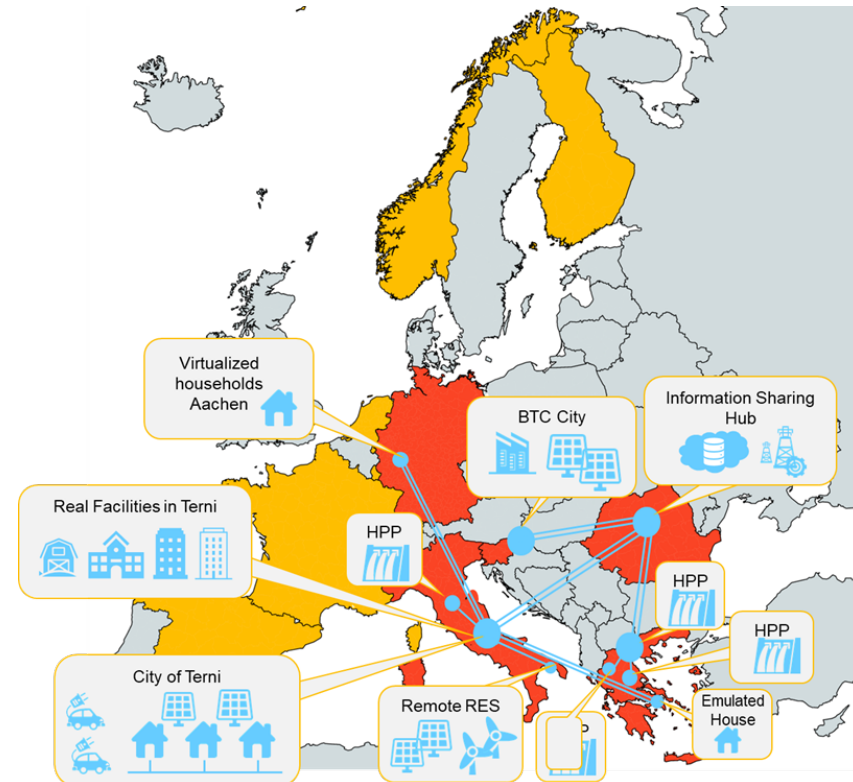 Virtualized
households
Aachen
BTC City
Information Sharing
Hub
Real Facilities in Terni
HPP
HPP
HPP
City of Terni
Remote RES
Emulated
House